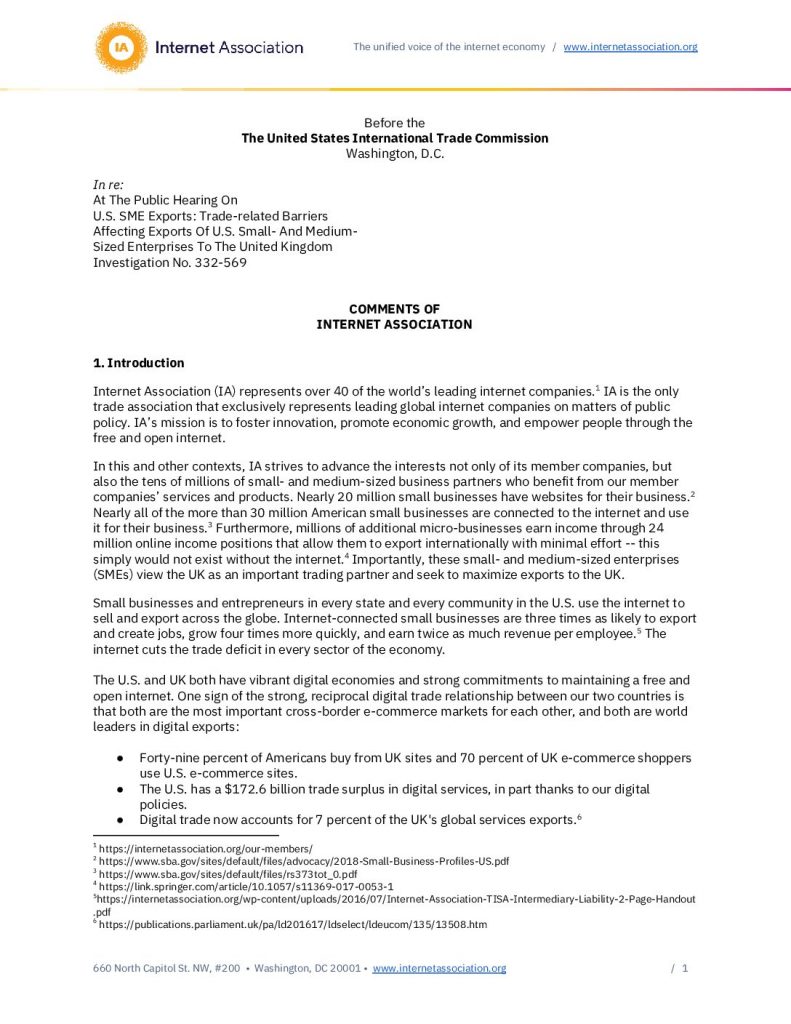 IA Internet Association
The unified voice of the internet economy / www.internetassociation.org
Before the
The United States International Trade Commission
Washington, D.C.
In re:
At The Public Hearing On
U.S. SME Exports: Trade-related Barriers
Affecting Exports Of U.S. Small- And Medium-
Sized Enterprises To The United Kingdom
Investigation No. 332-569
COMMENTS OF
INTERNET ASSOCIATION
1. Introduction
Internet Association (IA) represents over 40 of the world's leading internet companies.1 IA is the only
trade association that exclusively represents leading global internet companies on matters of public
policy. IA's mission is to foster innovation, promote economic growth, and empower people through the
free and open internet.
In this and other contexts, IA strives to advance the interests not only of its member companies, but
also the tens of millions of small- and medium-sized business partners who benefit from our member
companies' services and products. Nearly 20 million small businesses have websites for their business.2
Nearly all of the more than 30 million American small businesses are connected to the internet and use
it for their business.3 Furthermore, millions of additional micro-businesses earn income through 24
million online income positions that allow them to export internationally with minimal effort -- this
simply would not exist without the internet.4 Importantly, these small- and medium-sized enterprises
(SMEs) view the UK as an important trading partner and seek to maximize exports to the UK.
Small businesses and entrepreneurs in every state and every community in the U.S. use the internet to
sell and export across the globe. Internet-connected small businesses are three times as likely to export
and create jobs, grow four times more quickly, and earn twice as much revenue per employee.5 The
internet cuts the trade deficit in every sector of the economy.
The U.S. and UK both have vibrant digital economies and strong commitments to maintaining a free and
open internet. One sign of the strong, reciprocal digital trade relationship between our two countries is
that both are the most important cross-border e-commerce markets for each other, and both are world
leaders in digital exports:
● Forty-nine percent of Americans buy from UK sites and 70 percent of UK e-commerce shoppers
use U.S. e-commerce sites.
● The U.S. has a $172.6 billion trade surplus in digital services, in part thanks to our digital
policies.
● Digital trade now accounts for 7 percent of the UK's global services exports.6
1 https://internetassociation.org/our-members/
2 https://www.sba.gov/sites/default/files/advocacy/2018-Small-Business-Profiles-US.pdf
3 https://www.sba.gov/sites/default/files/rs373tot_0.pdf
4 https://link.springer.com/article/10.1057/s11369-017-0053-1
5https://internetassociation.org/wp-content/uploads/2016/07/Internet-Association-TISA-Intermediary-Liability-2-Page-Handout
.pdf
6 https://publications.parliament.uk/pa/ld201617/ldselect/ldeucom/135/13508.htm
660 North Capitol St. NW, #200 • Washington, DC 20001 • www.internetassociation.org / 1